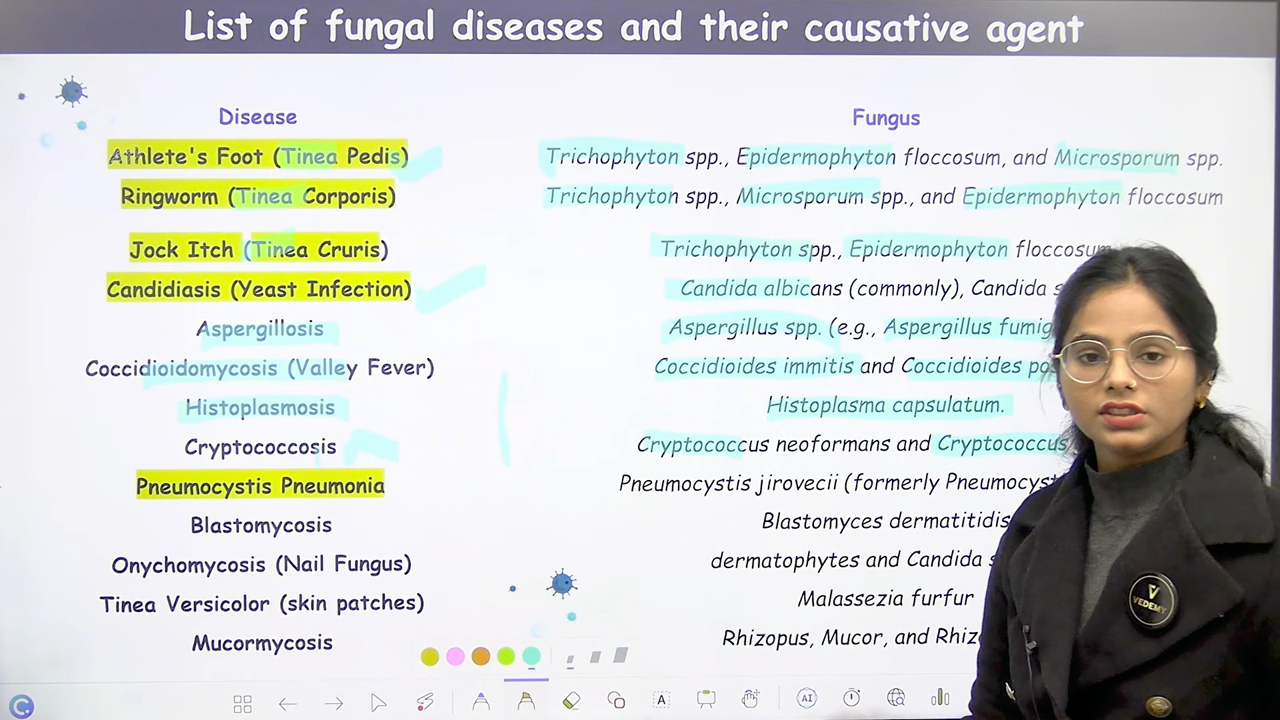 List of fungal diseases and their causative agent
Disease
Fungus
Athlete's Foot (Tinea Pedis)
Trichophyton spp., Epidermophyton floccosum, and Microsporum spp.
Ringworm (Tinea Corporis)
Trichophyton spp., Microsporum spp., and Epidermophyton floccosum
Jock Itch (Tinea Cruris)
Trichophyton spp., Epidermophyton floccosum
Candidiasis (Yeast Infection)
Candida albicans (commonly), Candida
Aspergillosis
Aspergillus spp. (e.g., Aspergillus
Coccidioidomycosis (Valley Fever)
Coccidioides immitis and Coccidioides
Histoplasmosis
Histoplasma capsulatum.
Cryptococcosis
Cryptococcus neoformans and Cryptococcus
Pneumocystis Pneumonia
Pneumocystis jirovecii (formerly
Blastomycosis
Blastomyces dermatitidis
Onychomycosis (Nail Fungus)
dermatophytes and Candida
Tinea Versicolor (skin patches)
Malassezia furfur
Mucormycosis
Rhizopus, Mucor, and
VEDEMY
A
AI